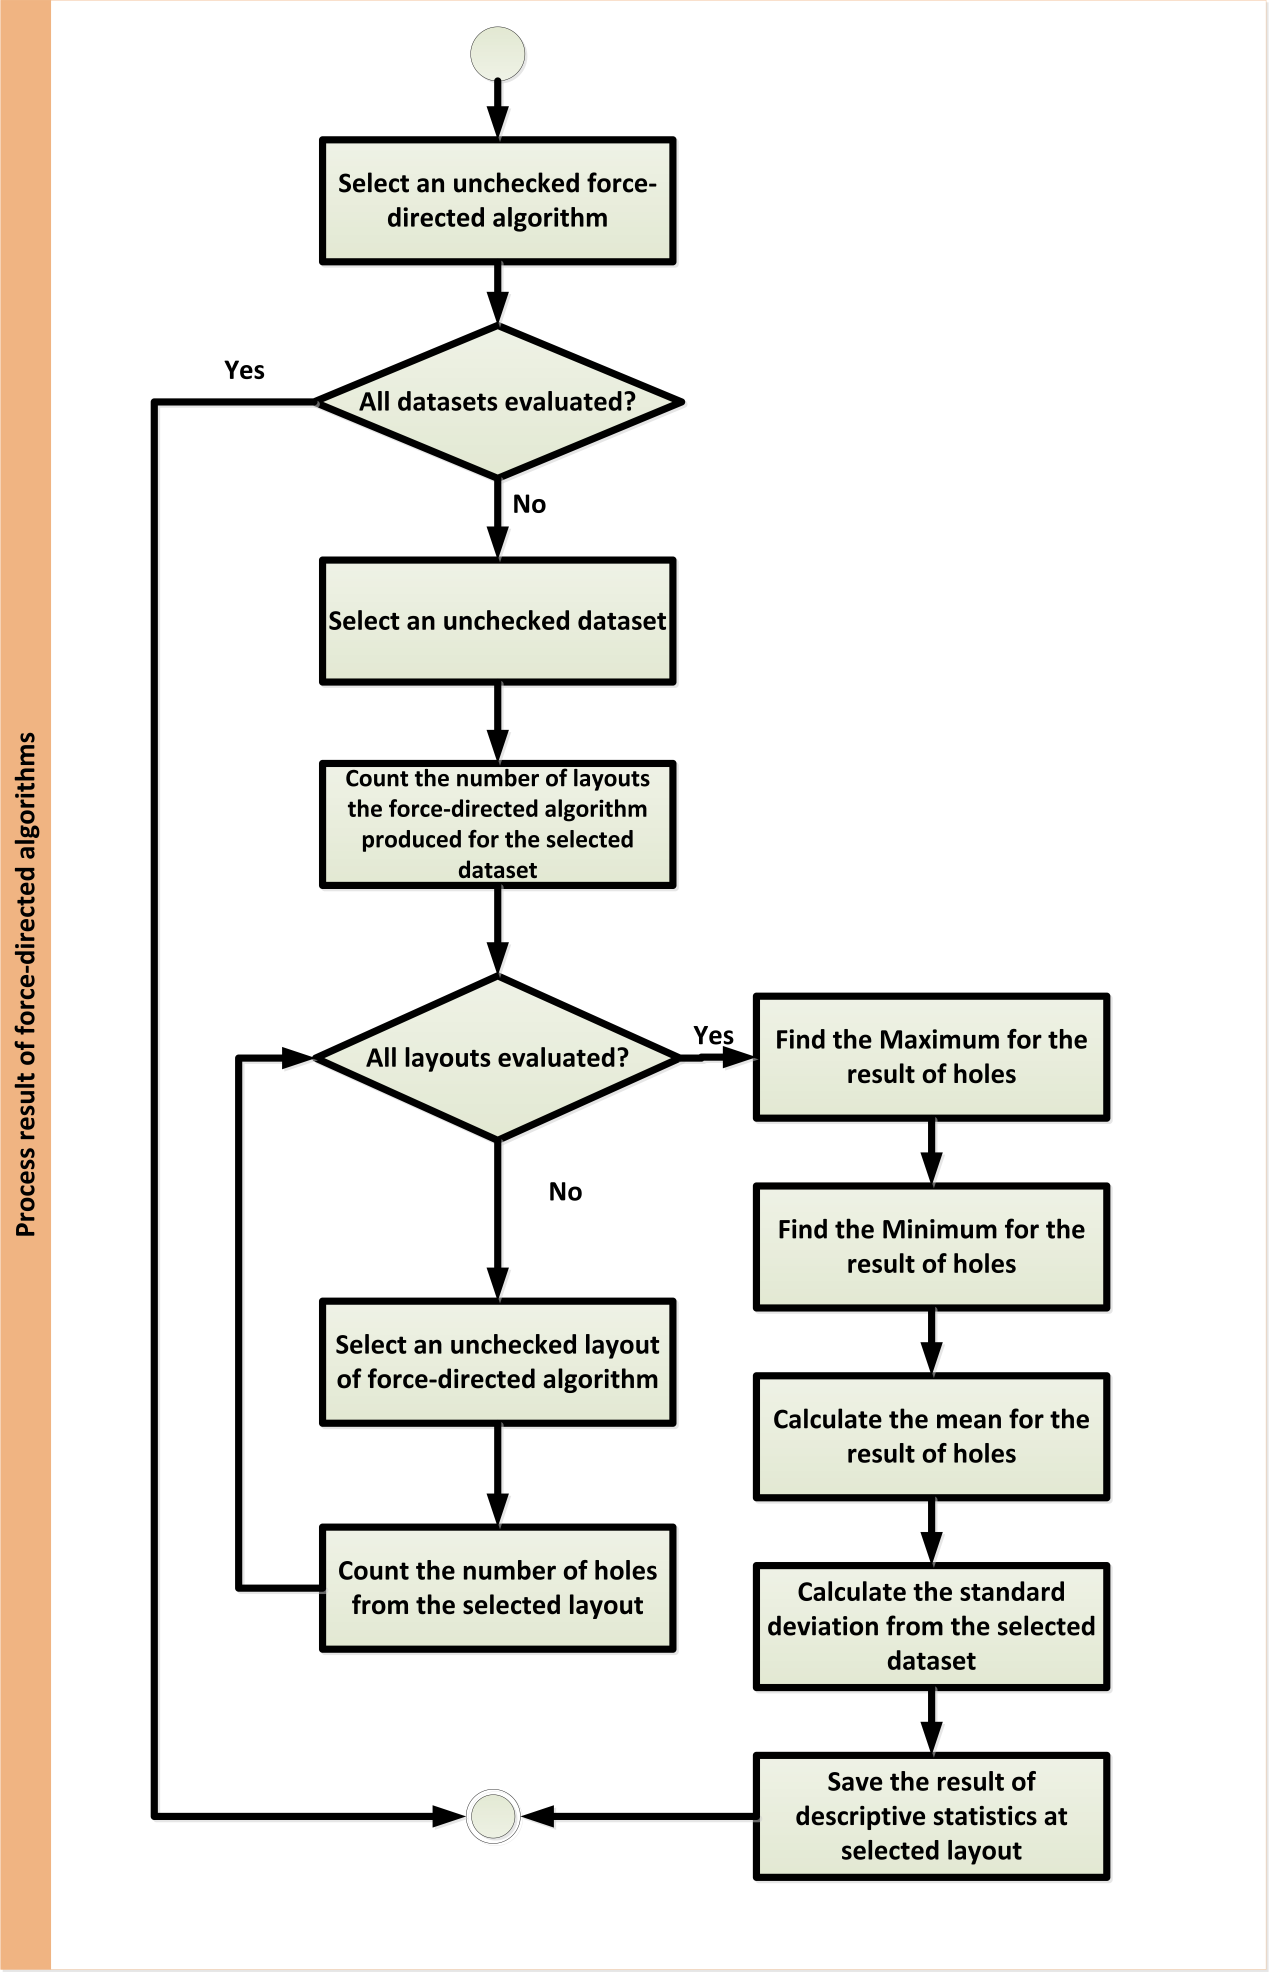 Process result of force-directed algorithms
Select an unchecked force-
directed algorithm
Yes
All datasets evaluated?
No
Select an unchecked dataset
Count the number of layouts
the force-directed algorithm
produced for the selected
dataset
All layouts evaluated?
Yes
No
Select an unchecked layout
of force-directed algorithm
Count the number of holes
from the selected layout
Find the Maximum for the
result of holes
Find the Minimum for the
result of holes
Calculate the mean for the
result of holes
Calculate the standard
deviation from the selected
dataset
Save the result of
descriptive statistics at
selected layout